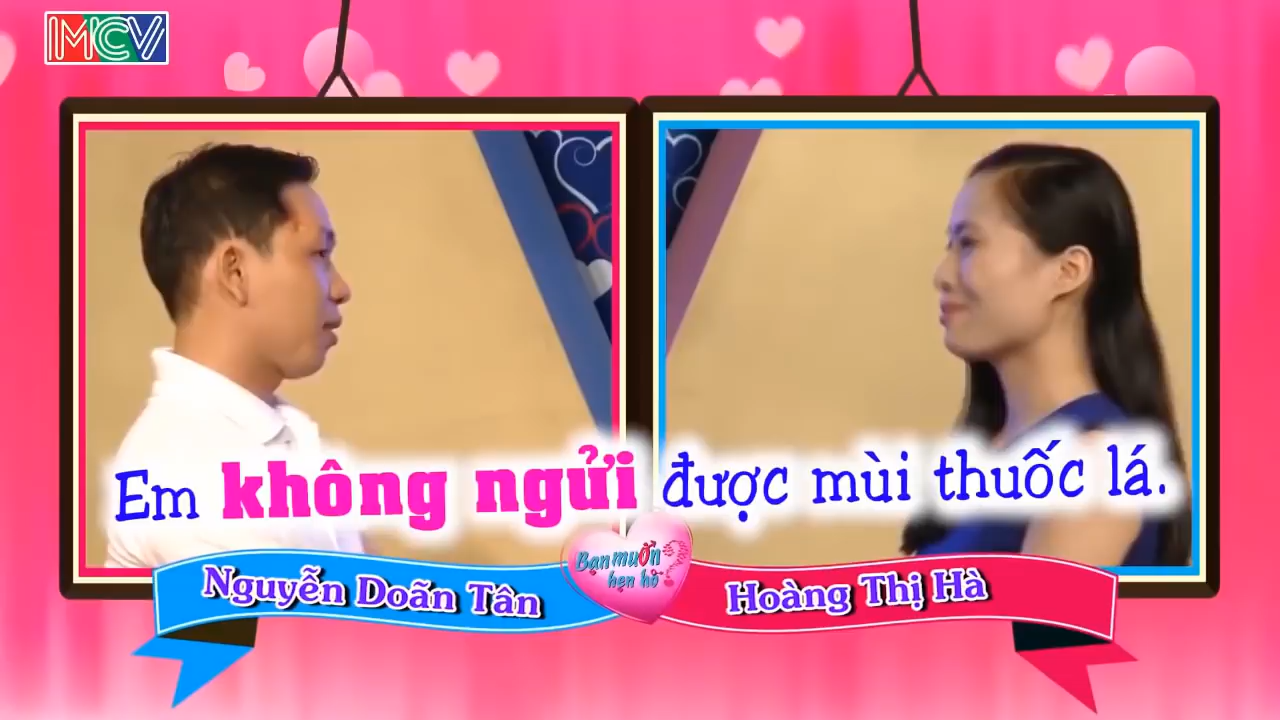 MCV
Em không ngửi được mùi thuốc lá.
Bạn muốn
hẹn hò
Nguyễn Doãn Tân
Hoàng Thị Hà